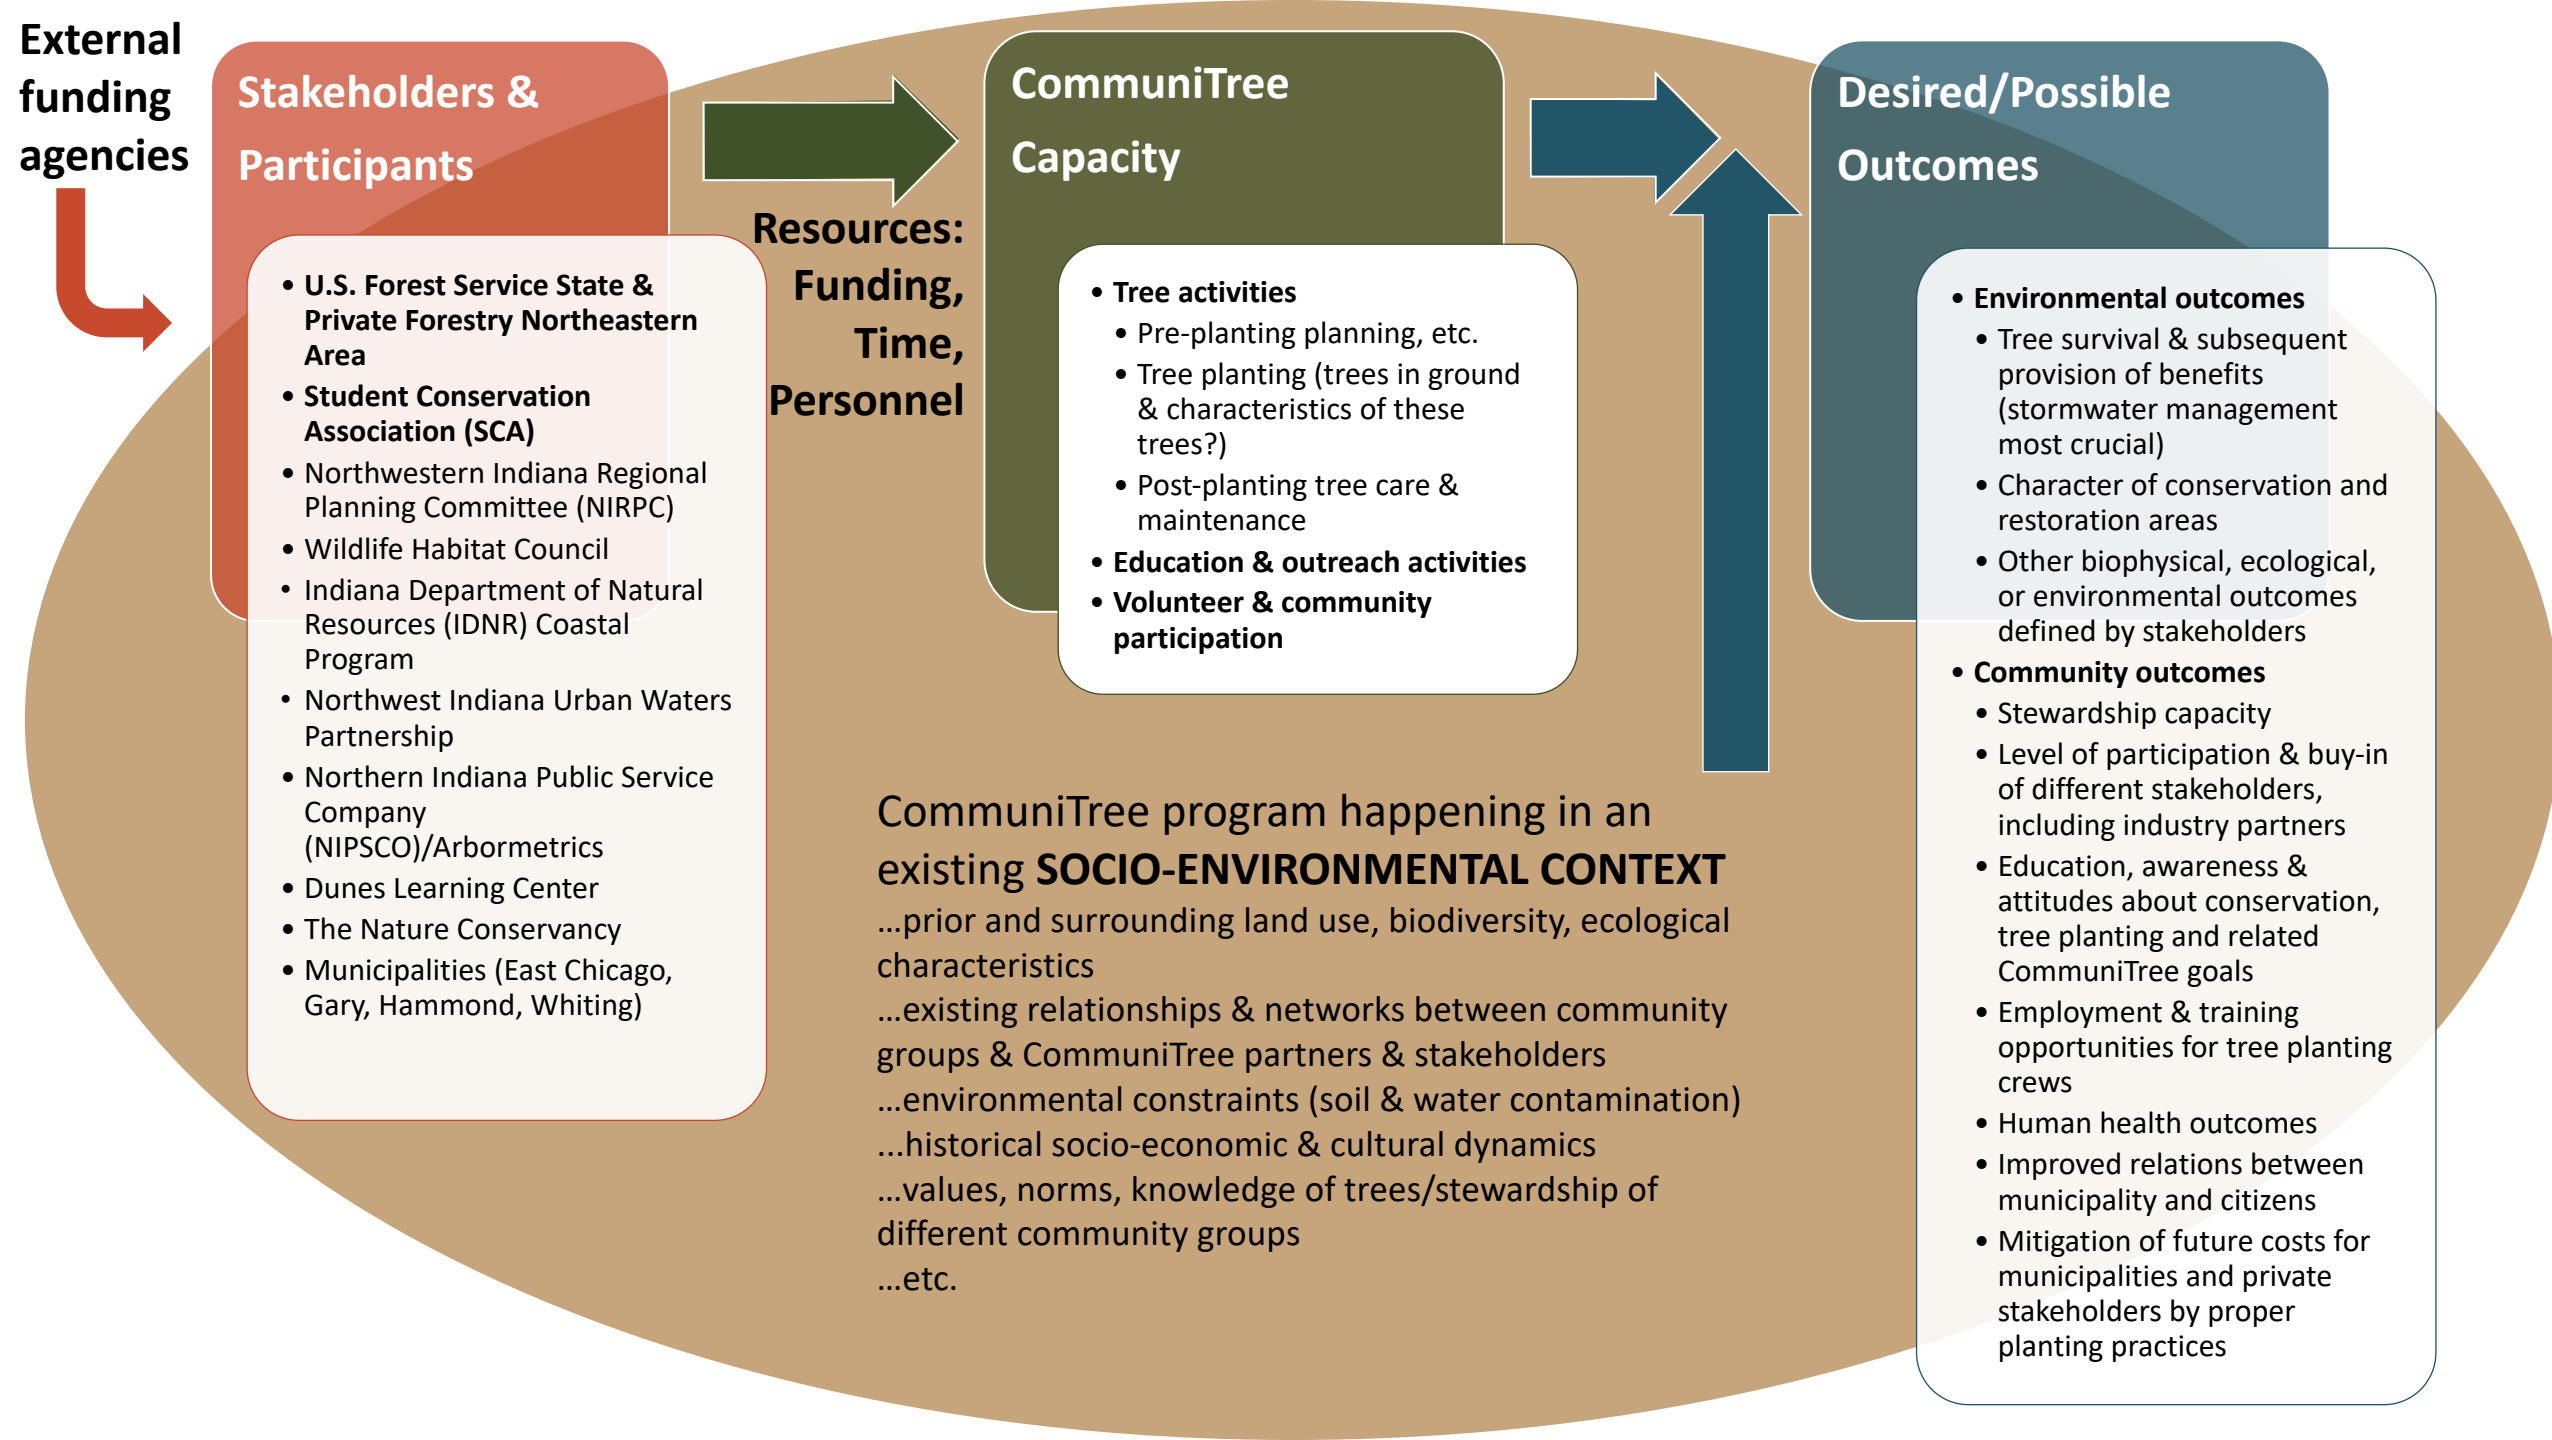 External
funding
agencies
Stakeholders &
Participants
• U.S. Forest Service State &
Private Forestry Northeastern
Area
• Student Conservation
Association (SCA)
• Northwestern Indiana Regional
Planning Committee (NIRPC)
• Wildlife Habitat Council
• Indiana Department of Natural
Resources (IDNR) Coastal
Program
• Northwest Indiana Urban Waters
Partnership
• Northern Indiana Public Service
Company
(NIPSCO)/Arbormetrics
• Dunes Learning Center
• The Nature Conservancy
• Municipalities (East Chicago,
Gary, Hammond, Whiting)
Resources:
Funding,
Time,
Personnel
CommuniTree
Capacity
• Tree activities
• Pre-planting planning, etc.
• Tree planting (trees in ground
& characteristics of these
trees?)
• Post-planting tree care &
maintenance
• Education & outreach activities
• Volunteer & community
participation
CommuniTree program happening in an
existing SOCIO-ENVIRONMENTAL CONTEXT
…prior and surrounding land use, biodiversity, ecological
characteristics
…existing relationships & networks between community
groups & CommuniTree partners & stakeholders
…environmental constraints (soil & water contamination)
…historical socio-economic & cultural dynamics
…values, norms, knowledge of trees/stewardship of
different community groups
…etc.
Desired/Possible
Outcomes
• Environmental outcomes
• Tree survival & subsequent
provision of benefits
(stormwater management
most crucial)
• Character of conservation and
restoration areas
• Other biophysical, ecological,
or environmental outcomes
defined by stakeholders
• Community outcomes
• Stewardship capacity
• Level of participation & buy-in
of different stakeholders,
including industry partners
• Education, awareness &
attitudes about conservation,
tree planting and related
CommuniTree goals
• Employment & training
opportunities for tree planting
crews
• Human health outcomes
• Improved relations between
municipality and citizens
• Mitigation of future costs for
municipalities and private
stakeholders by proper
planting practices